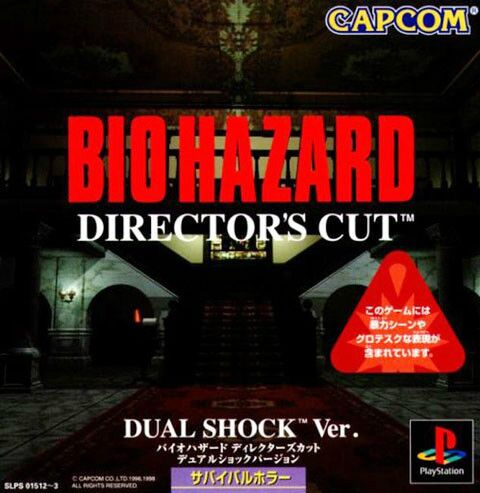 CAPCOM®
BIOHAZARD
DIRECTOR'S CUT™
このゲームには
暴力シーンや
グロテスクな表現が
含まれています。
DUAL SHOCK™ Ver.
バイオハザード ディレクターズカット
デュアルショックバージョン
サバイバルホラー
SLPS 01512~3
© CAPCOM CO.,LTD.1996,1998
ALL RIGHTS RESERVED.
PlayStation